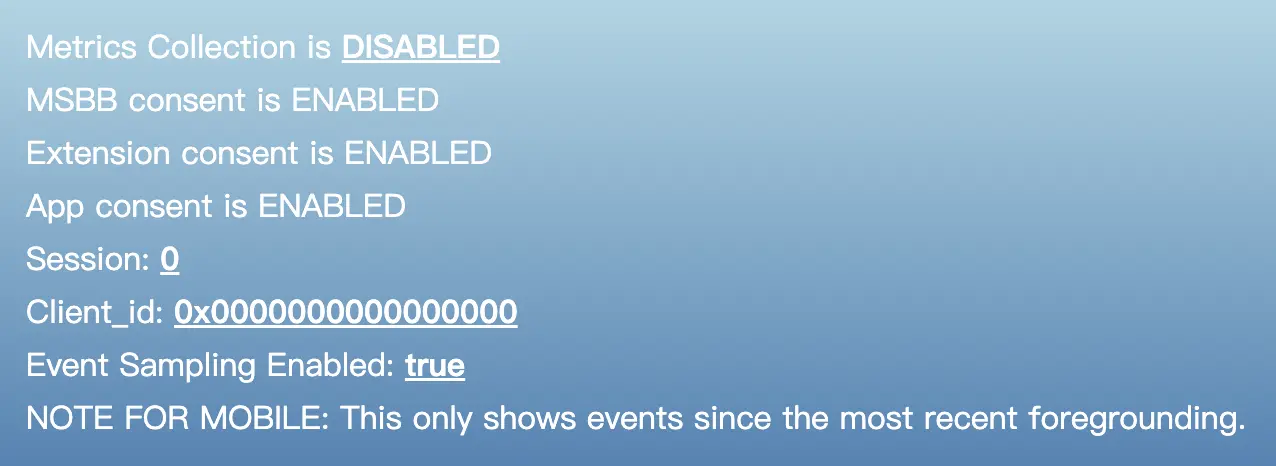 Metrics Collection is DISABLED
MSBB consent is ENABLED
Extension consent is ENABLED
App consent is ENABLED
Session: 0
Client_id: 0x0000000000000000
Event Sampling Enabled: true
NOTE FOR MOBILE: This only shows events since the most recent foregrounding.